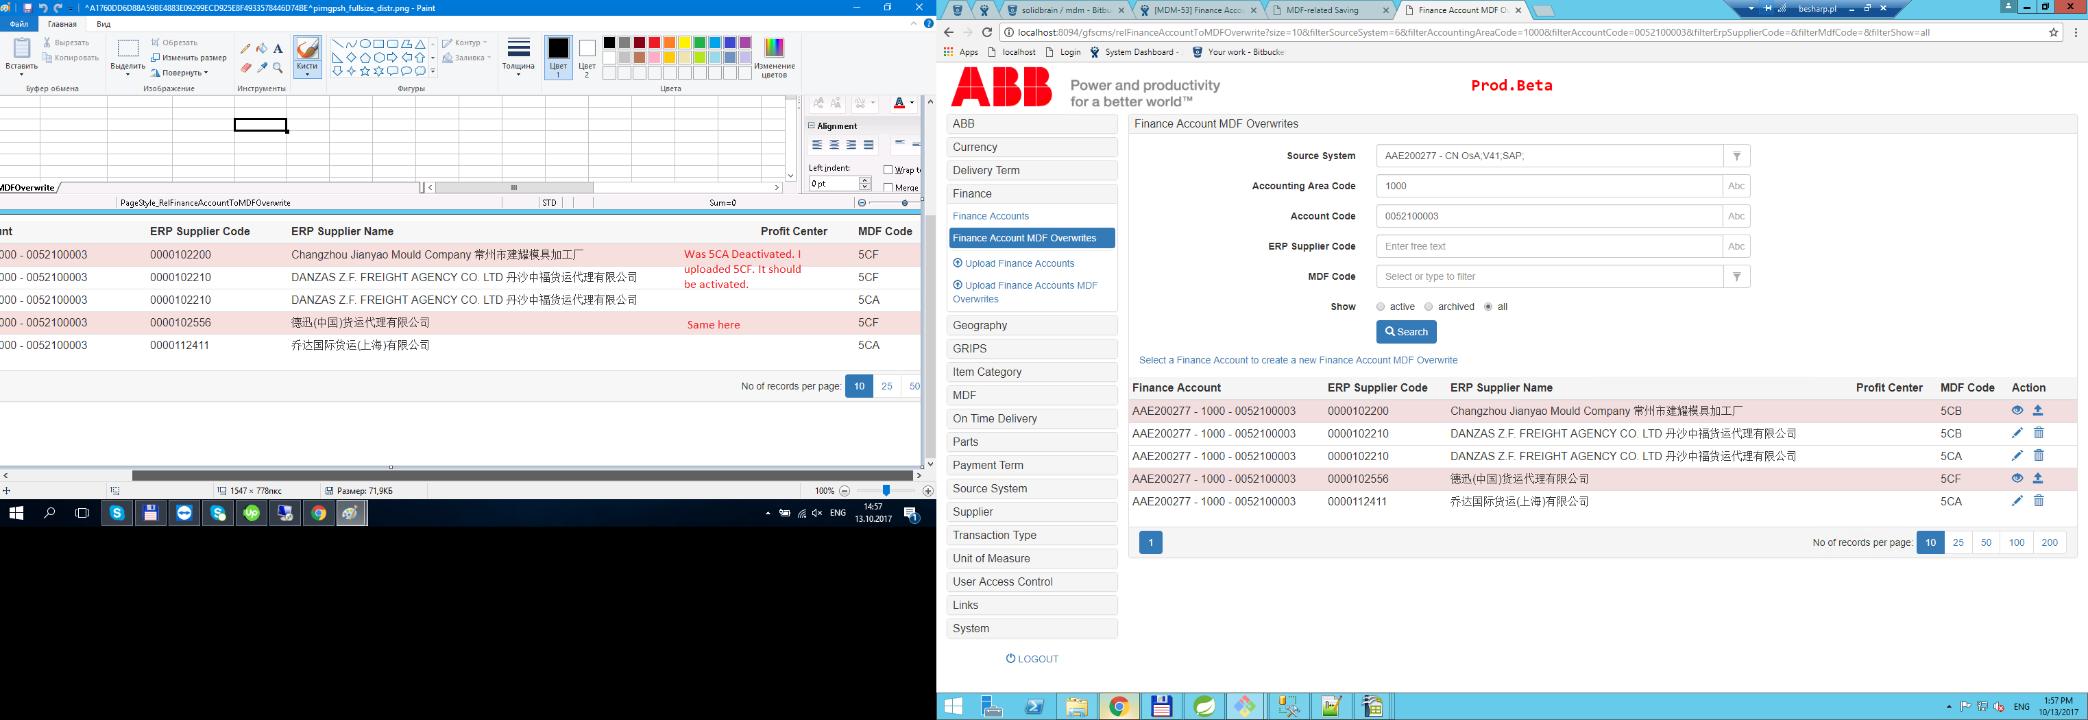 ^A1760DD6D88A59BE4883E09299ECD925E8F4933578446D74BE^pimgpsh_fullsize_distr.png - Paint
Файл Главная Вид
Вставить
Вырезать
Копировать
Буфер обмена
Выделить
Обрезать
Изменить размер
Повернуть
Изображение
Инструменты
Кисти
Контур
Заливка
Фигуры
Толщина
Цвет 1
Цвет 2
Изменение цветов
Цвета
Alignment
Left indent:
0 pt
Wrap t
Merge
MDFOverwrite
PageStyle_RelFinanceAccountToMDFOverwrite STD Sum=0
nt ERP Supplier Code ERP Supplier Name Profit Center MDF Code
000 - 0052100003 0000102200 Changzhou Jianyao Mould Company 常州市建耀模具加工厂 5CF
000 - 0052100003 0000102210 DANZAS Z.F. FREIGHT AGENCY CO. LTD 丹沙中福货运代理有限公司 5CF
000 - 0052100003 0000102210 DANZAS Z.F. FREIGHT AGENCY CO. LTD 丹沙中福货运代理有限公司 5CA
000 - 0052100003 0000102556 德迅(中国)货运代理有限公司 5CF
000 - 0052100003 0000112411 乔达国际货运(上海)有限公司 5CA
Was 5CA Deactivated. I
uploaded 5CF. It should
be activated.
Same here
No of records per page: 10 25 50
1547 × 778пкс Размер: 71,9КБ 100%
ENG 14:57
13.10.2017
1
solidbrain / mdm - Bitbu [MDM-53] Finance Acco MDF-related Saving Finance Account MDF O besharp.pl
localhost:8094/gfscms/relFinanceAccountToMDFOverwrite?size=10&filterSourceSystem=6&filterAccountingAreaCode=1000&filterAccountCode=0052100003&filterErpSupplierCode=&filterMdfCode=&filterShow=all
Apps localhost Login System Dashboard - Your work - Bitbucke
ABB Power and productivity
for a better world™
Prod.Beta
ABB
Currency
Delivery Term
Finance
Finance Accounts
Finance Account MDF Overwrites
Upload Finance Accounts
Upload Finance Accounts MDF
Overwrites
Geography
GRIPS
Item Category
MDF
On Time Delivery
Parts
Payment Term
Source System
Supplier
Transaction Type
Unit of Measure
User Access Control
Links
System
LOGOUT
Finance Account MDF Overwrites
Source System AAE200277 - CN OsA;V41;SAP;
Accounting Area Code 1000 Abc
Account Code 0052100003 Abc
ERP Supplier Code Enter free text Abc
MDF Code Select or type to filter
Show active archived all
Search
Select a Finance Account to create a new Finance Account MDF Overwrite
Finance Account ERP Supplier Code ERP Supplier Name Profit Center MDF Code Action
AAE200277 - 1000 - 0052100003 0000102200 Changzhou Jianyao Mould Company 常州市建耀模具加工厂 5CB
AAE200277 - 1000 - 0052100003 0000102210 DANZAS Z.F. FREIGHT AGENCY CO. LTD 丹沙中福货运代理有限公司 5CB
AAE200277 - 1000 - 0052100003 0000102210 DANZAS Z.F. FREIGHT AGENCY CO. LTD 丹沙中福货运代理有限公司 5CA
AAE200277 - 1000 - 0052100003 0000102556 德迅(中国)货运代理有限公司 5CF
AAE200277 - 1000 - 0052100003 0000112411 乔达国际货运(上海)有限公司 5CA
1 No of records per page: 10 25 50 100 200
ENG 1:57 PM
10/13/2017